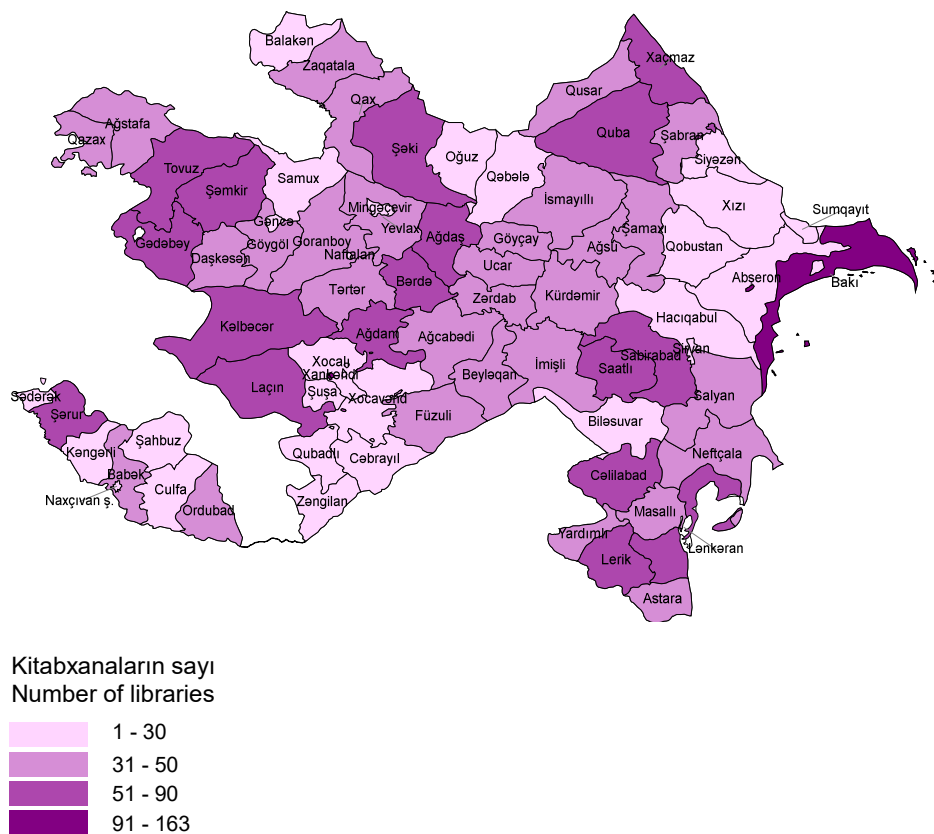 Balakən
Zaqatala
Xaçmaz
Qax
Qusar
Ağstafa
Quba
Şabran
Qazax
Şəki
Oğuz
Siyəzən
Tovuz
Qəbələ
Şəmkir
Samux
İsmayıllı
Xızı
Mingəçevir
Sumqayıt
Gəncə
Yevlax
Şamaxı
Gədəbəy
Göygöl
Goranboy
Ağdaş
Göyçay
Ağsu
Qobustan
Naftalan
Daşkəsən
Ucar
Abşeron
Bərdə
Bakı
Tərtər
Zərdab
Kürdəmir
Hacıqabul
Kəlbəcər
Ağdam
Ağcabədi
Şirvan
Sabirabad
Xocalı
İmişli
Saatlı
Xankəndi
Beyləqan
Laçın
Şuşa
Sədərək
Xocavənd
Salyan
Şərur
Füzuli
Biləsuvar
Şahbuz
Kəngərli
Qubadlı
Cəbrayıl
Neftçala
Babək
Cəlilabad
Culfa
Zəngilan
Naxçıvan ş.
Ordubad
Masallı
Yardımlı
Lənkəran
Lerik
Astara
Kitabxanaların sayı
Number of libraries
1 - 30
31 - 50
51 - 90
91 - 163